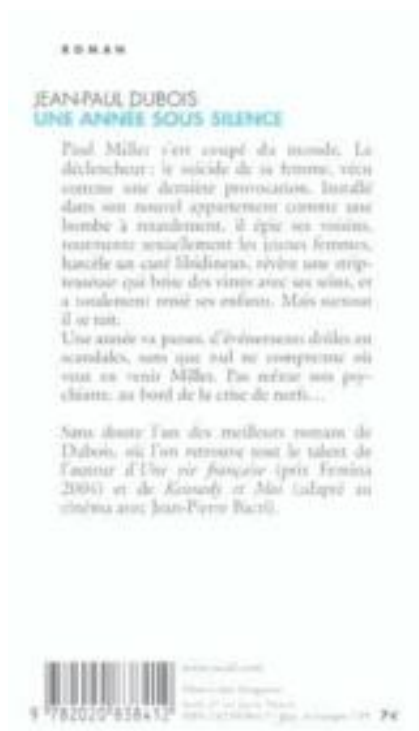 ROMAN
JEAN-PAUL DUBOIS
UNE ANNÉE SOUS SILENCE
Paul Miller s'est coupé du monde. Le
déclencheur : le suicide de sa femme, vécu
comme une dernière provocation. Installé
dans son nouvel appartement comme une
bombe à retardement, il épie ses voisins,
tourmente sexuellement les jeunes femmes,
harcèle un curé libidineux, révère une strip-
teaseuse qui brise des vitres avec ses seins, et
a totalement renié ses enfants. Mais surtout
il se tait.
Une année va passer, d'événements drôles en
scandales, sans que nul ne comprenne où
veut en venir Miller. Pas même son psy-
chiatre, au bord de la crise de nerfs...
Sans doute l'un des meilleurs romans de
Dubois, où l'on retrouve tout le talent de
l'auteur d'Une vie française (prix Femina
2004) et de Kennedy et Moi (adapté au
cinéma avec Jean-Pierre Bacri).
9 782020 838412
7€